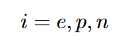 i = e, p, n